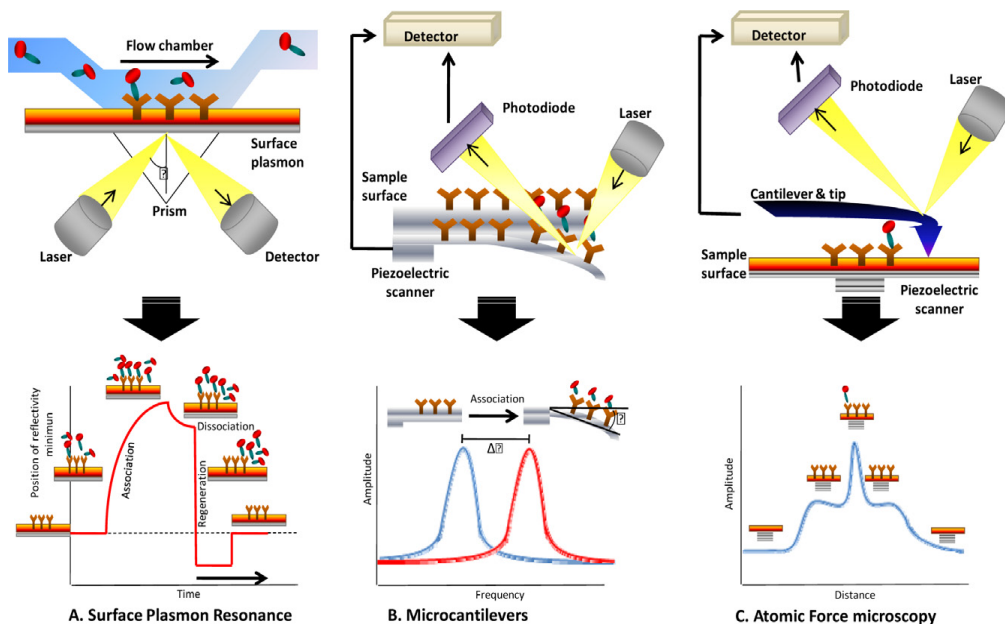 Flow chamber
Surface
plasmon
?
Prism
Laser
Detector
Position of reflectivity
minimun
Association
Dissociation
Regeneration
Time
A. Surface Plasmon Resonance
Detector
Photodiode
Laser
Sample
surface
Piezoelectric
scanner
Association
?
Δ?
Amplitude
Frequency
B. Microcantilevers
Detector
Laser
Photodiode
Cantilever & tip
Sample
surface
Piezoelectric
scanner
Amplitude
Distance
C. Atomic Force microscopy